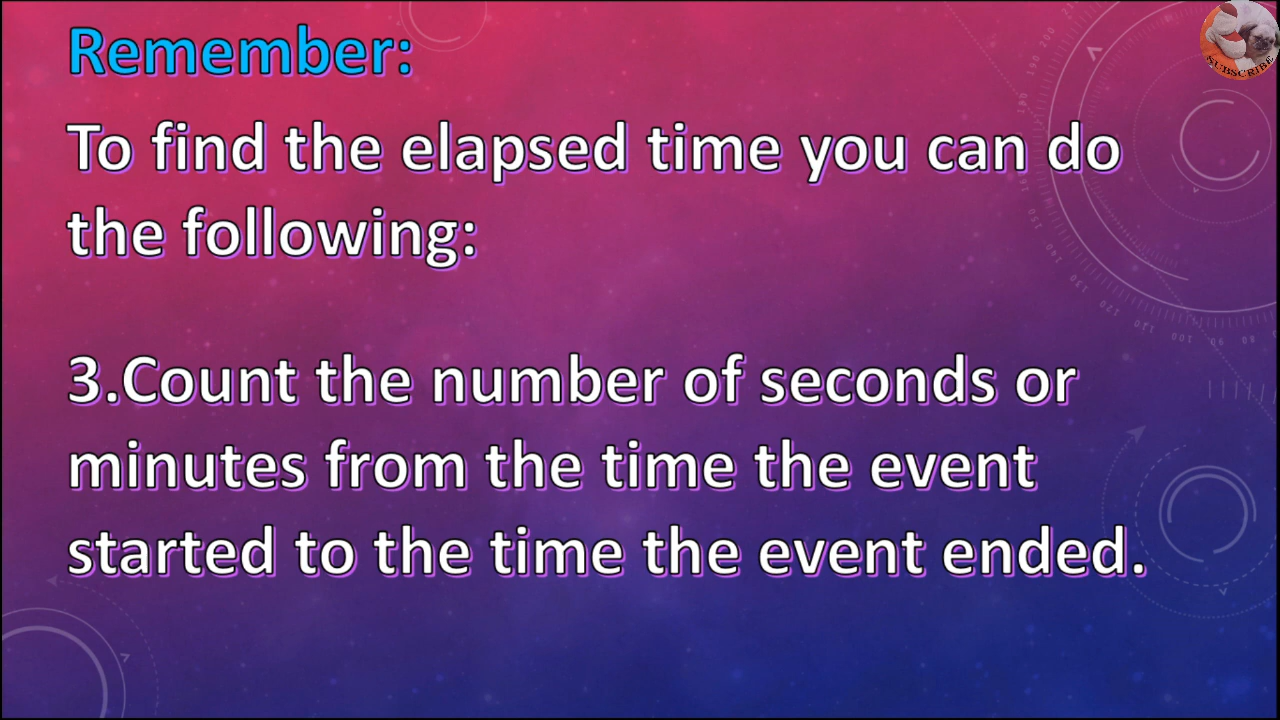 Remember:
To find the elapsed time you can do
the following:
3.Count the number of seconds or
minutes from the time the event
started to the time the event ended.
SUBSCRIBE